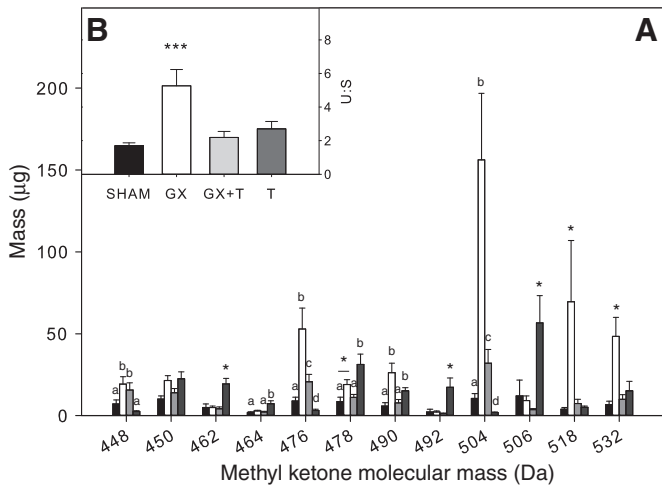 B
A
8
6
4
2
0
U:S
***
SHAM GX GX+T T
Mass (µg)
200
150
100
50
0
a b b a
*
a a b
a b c d
a * a b
a b a b
*
a b c d
*
*
*
448 450 462 464 476 478 490 492 504 506 518 532
Methyl ketone molecular mass (Da)